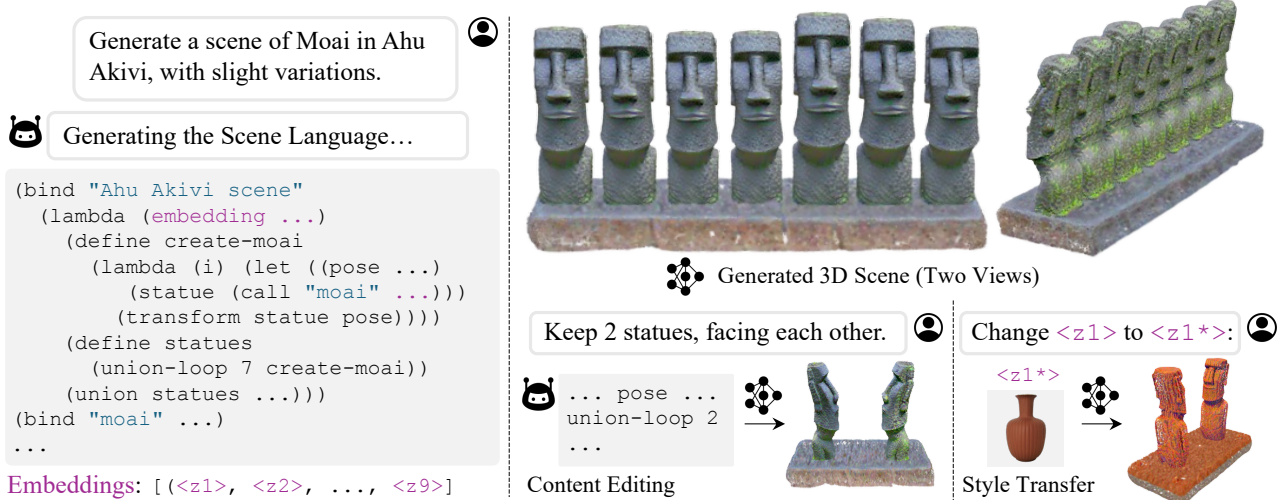 Generate a scene of Moai in Ahu
Akivi, with slight variations.
Generating the Scene Language…
(bind "Ahu Akivi scene"
(lambda (embedding ...)
(define create-moai
(lambda (i) (let ((pose ...)
(statue (call "moai" ...)))
(transform statue pose))))
(define statues
(union-loop 7 create-moai))
(union statues ...)))
(bind "moai" ...)
...
Embeddings: [(<z1>, <z2>, ..., <z9>]
Generated 3D Scene (Two Views)
Keep 2 statues, facing each other.
... pose ...
union-loop 2
...
Content Editing
Change <z1> to <z1*>:
<z1*>
Style Transfer